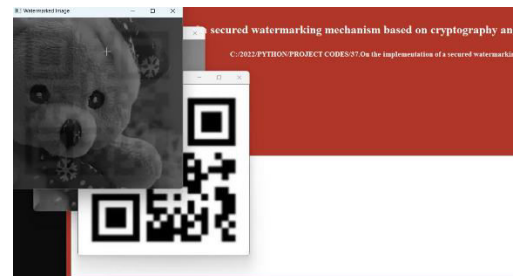 Watermarked Image
secured watermarking mechanism based on cryptography an
C:/2022/PYTHON/PROJECT CODES/37.On the implementation of a secured watermarki